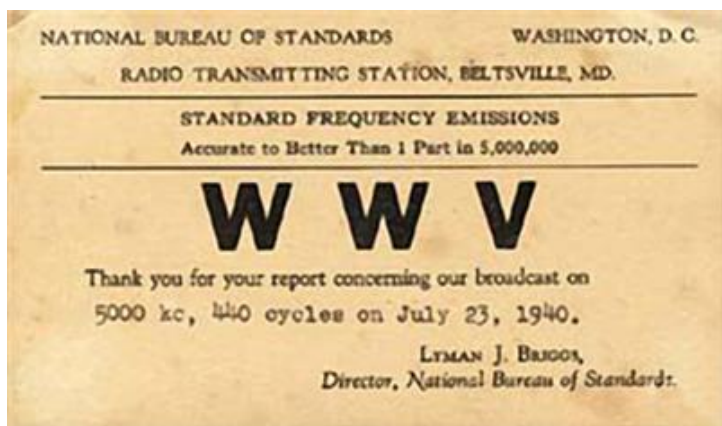 NATIONAL BUREAU OF STANDARDS WASHINGTON, D. C.
RADIO TRANSMITTING STATION, BELTSVILLE, MD.
STANDARD FREQUENCY EMISSIONS
Accurate to Better Than 1 Part in 5,000,000
W W V
Thank you for your report concerning our broadcast on
5000 kc, 440 cycles on July 23, 1940.
LYMAN J. BRIGGS,
Director, National Bureau of Standards.